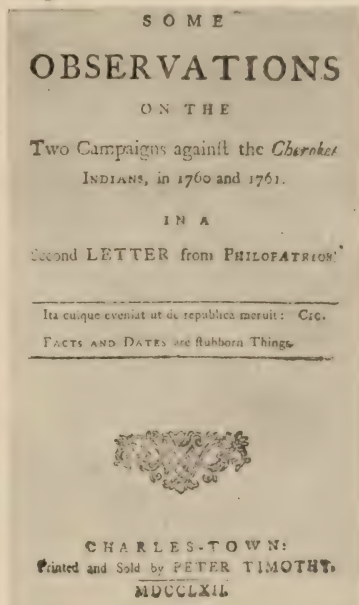 SOME
OBSERVATIONS
ON THE
Two Campaigns againſt the Cherokee
INDIANS, in 1760 and 1761.
IN A
Second LETTER from PHILOPATRIOS.
Ita cuique eveniat ut de republica meruit: CIC.
FACTS AND DATES are ſtubborn Things.
CHARLES-TOWN:
Printed and Sold by PETER TIMOTHY.
MDCCLXII.